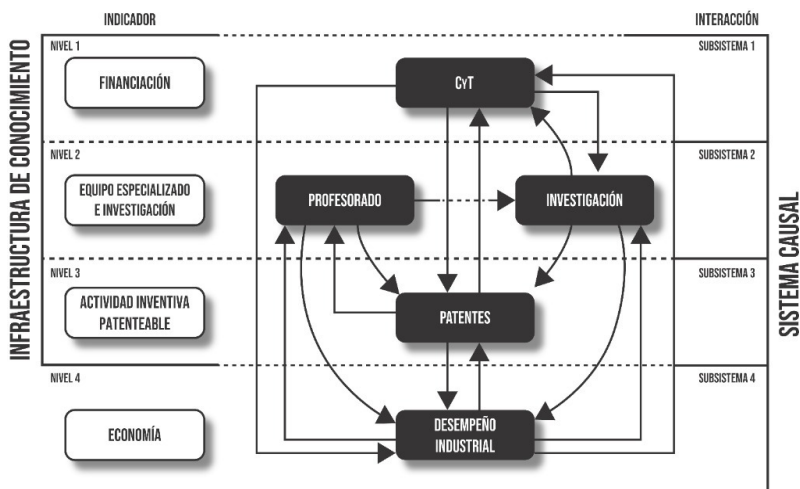 INDICADOR
INTERACCIÓN
INFRAESTRUCTURA DE CONOCIMIENTO
SISTEMA CAUSAL
NIVEL 1
SUBSISTEMA 1
FINANCIACIÓN
CYT
NIVEL 2
SUBSISTEMA 2
EQUIPO ESPECIALIZADO
E INVESTIGACIÓN
PROFESORADO
INVESTIGACIÓN
NIVEL 3
SUBSISTEMA 3
ACTIVIDAD INVENTIVA
PATENTEABLE
PATENTES
NIVEL 4
SUBSISTEMA 4
ECONOMÍA
DESEMPEÑO
INDUSTRIAL